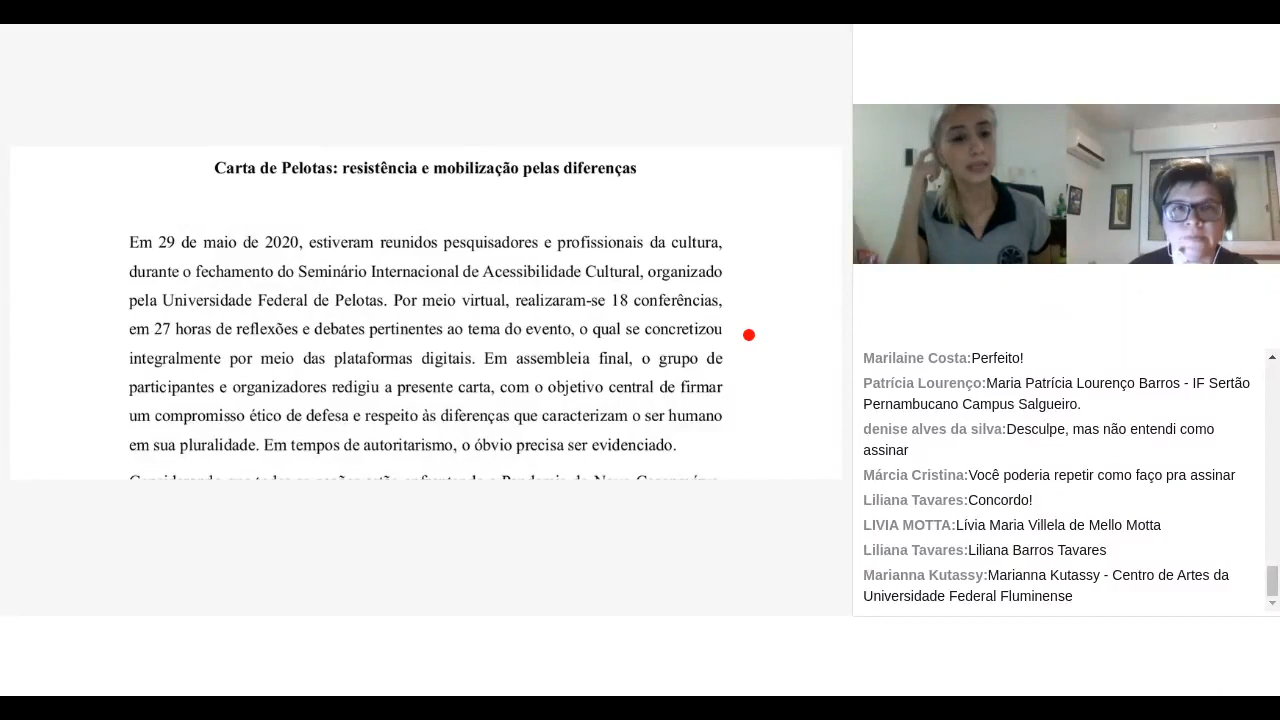 Carta de Pelotas: resistência e mobilização pelas diferenças
Em 29 de maio de 2020, estiveram reunidos pesquisadores e profissionais da cultura,
durante o fechamento do Seminário Internacional de Acessibilidade Cultural, organizado
pela Universidade Federal de Pelotas. Por meio virtual, realizaram-se 18 conferências,
em 27 horas de reflexões e debates pertinentes ao tema do evento, o qual se concretizou
integralmente por meio das plataformas digitais. Em assembleia final, o grupo de
participantes e organizadores redigiu a presente carta, com o objetivo central de firmar
um compromisso ético de defesa e respeito às diferenças que caracterizam o ser humano
em sua pluralidade. Em tempos de autoritarismo, o óbvio precisa ser evidenciado.
Marilaine Costa:Perfeito!
Patrícia Lourenço:Maria Patrícia Lourenço Barros - IF Sertão
Pernambucano Campus Salgueiro.
denise alves da silva:Desculpe, mas não entendi como
assinar
Márcia Cristina:Você poderia repetir como faço pra assinar
Liliana Tavares:Concordo!
LIVIA MOTTA:Lívia Maria Villela de Mello Motta
Liliana Tavares:Liliana Barros Tavares
Marianna Kutassy:Marianna Kutassy - Centro de Artes da
Universidade Federal Fluminense